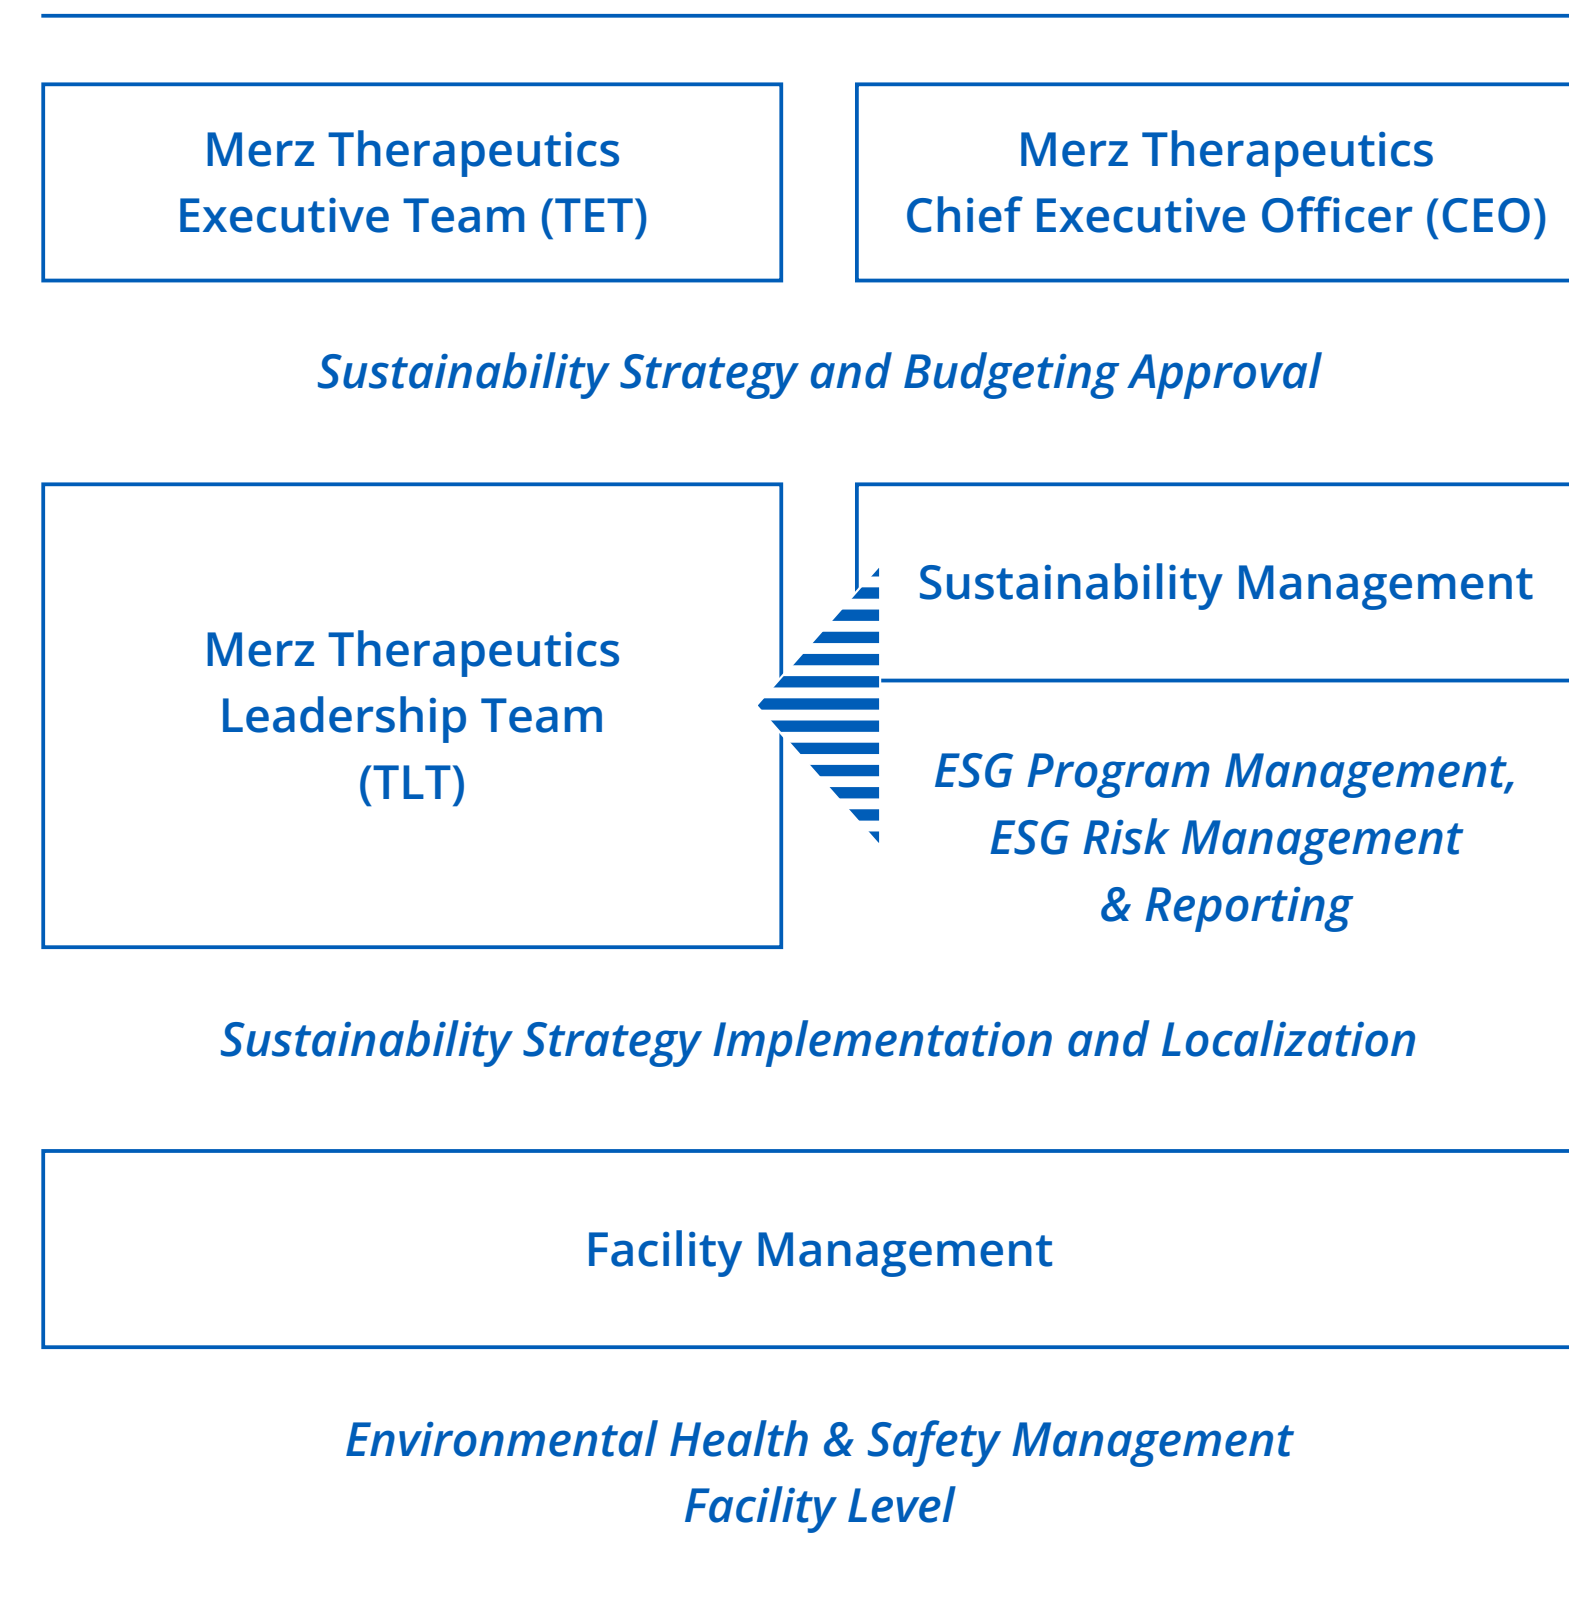 Merz Therapeutics
Executive Team (TET)
Merz Therapeutics
Chief Executive Officer (CEO)
Sustainability Strategy and Budgeting Approval
Merz Therapeutics
Leadership Team
(TLT)
Sustainability Management
ESG Program Management,
ESG Risk Management
& Reporting
Sustainability Strategy Implementation and Localization
Facility Management
Environmental Health & Safety Management
Facility Level